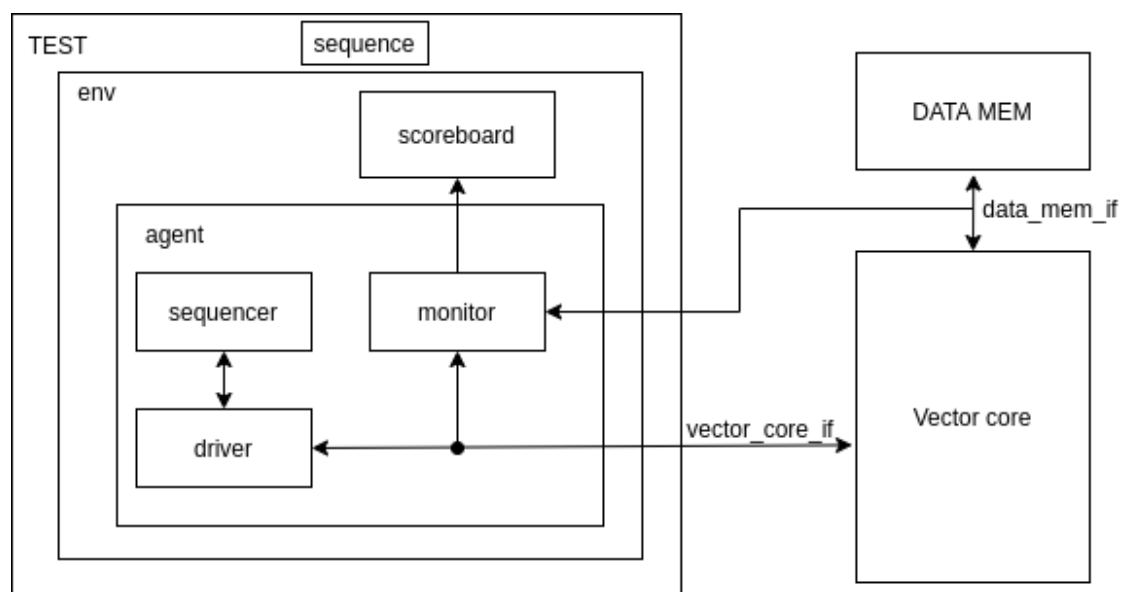 TEST
sequence
env
scoreboard
DATA MEM
data_mem_if
agent
sequencer
monitor
driver
vector_core_if
Vector core